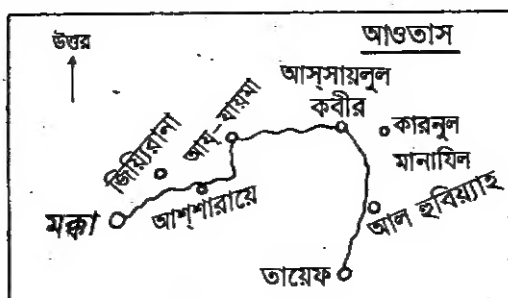 উত্তর
আওতাস
আস্সায়লুল
কবীর
আয্-যায়মা
কারনুল
মানাযিল
জিয়্যিরানা
আশ্শারায়ে
মক্কা
আল হুবিয়্যাহ
তায়েফ